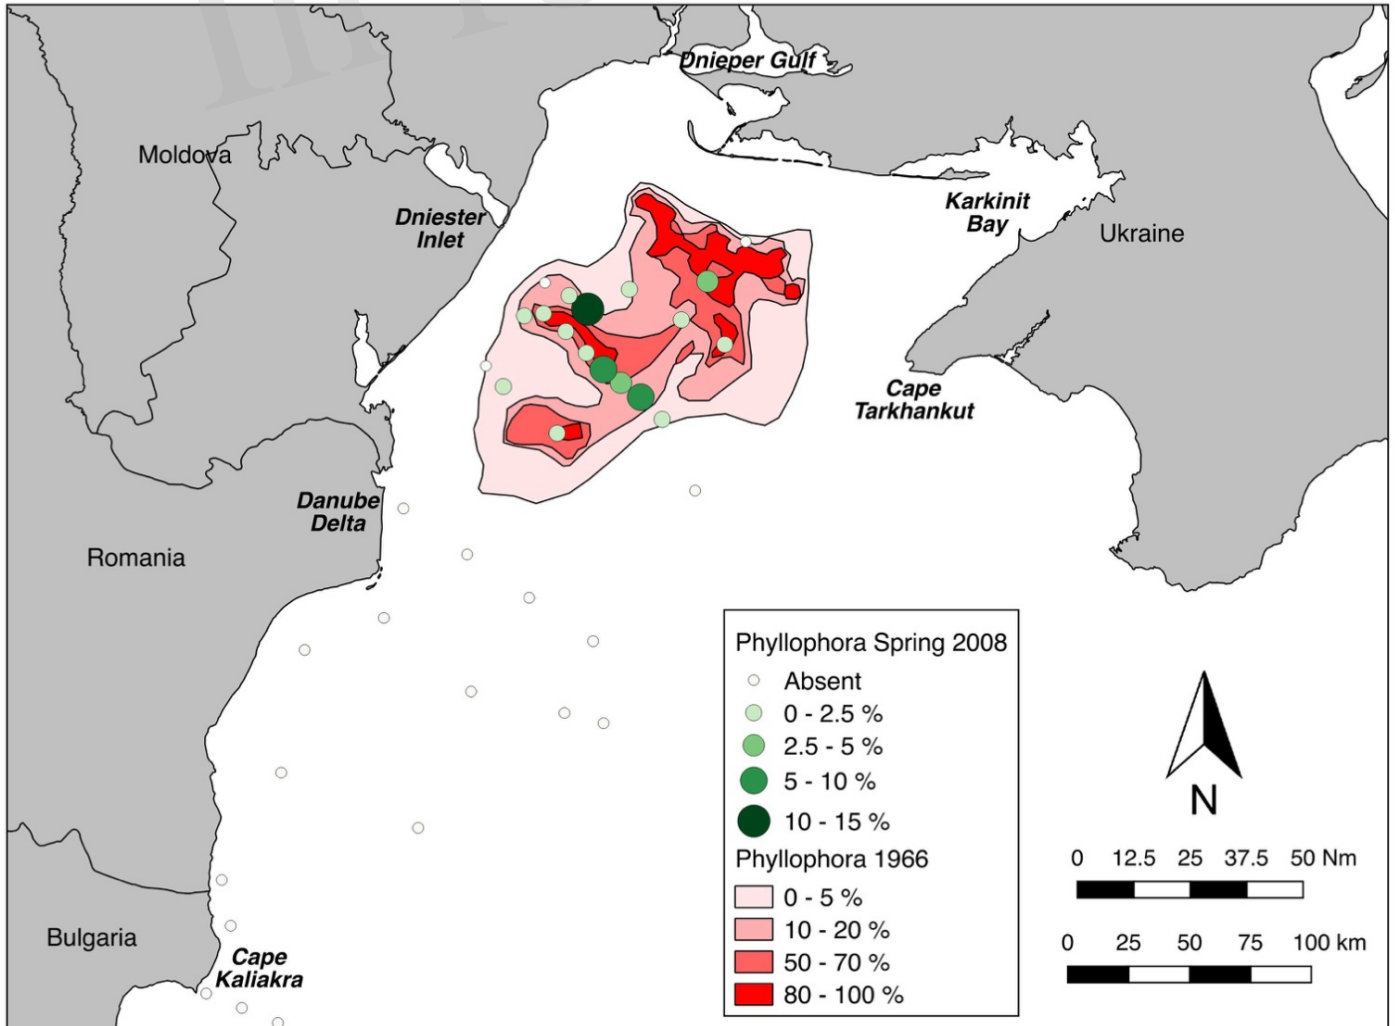 Dnieper Gulf
Moldova
Dniester
Inlet
Karkinit
Bay
Ukraine
Cape
Tarkhankut
Danube
Delta
Romania
Phyllophora Spring 2008
Absent
0 - 2.5 %
2.5 - 5 %
5 - 10 %
10 - 15 %
Phyllophora 1966
0 - 5 %
10 - 20 %
50 - 70 %
80 - 100 %
N
0 12.5 25 37.5 50 Nm
0 25 50 75 100 km
Bulgaria
Cape
Kaliakra